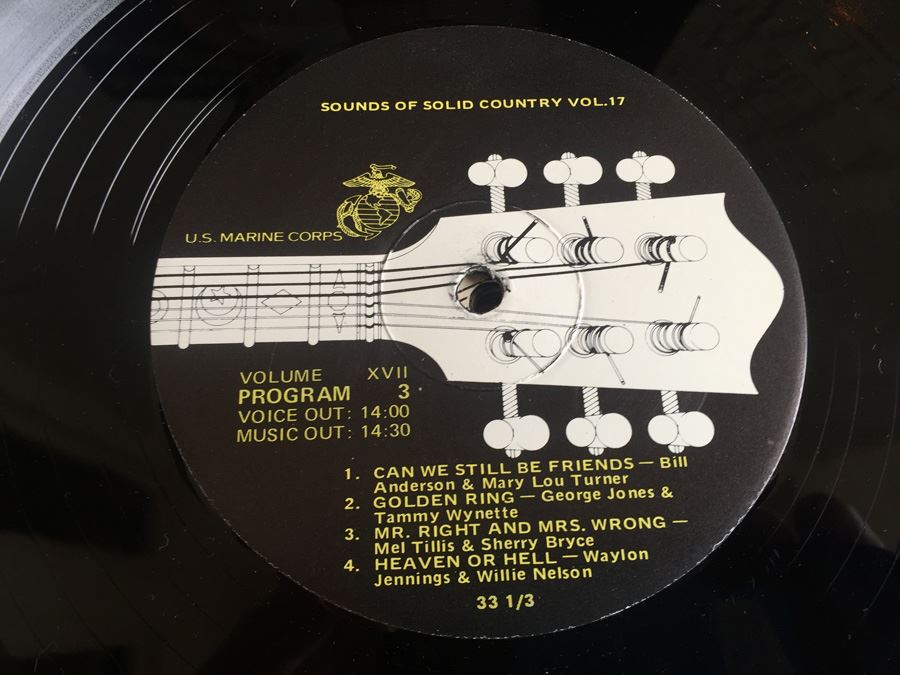 SOUNDS OF SOLID COUNTRY VOL.17
U.S. MARINE CORPS
VOLUME XVII
PROGRAM 3
VOICE OUT: 14:00
MUSIC OUT: 14:30
1. CAN WE STILL BE FRIENDS — Bill
Anderson & Mary Lou Turner
2. GOLDEN RING — George Jones &
Tammy Wynette
3. MR. RIGHT AND MRS. WRONG —
Mel Tillis & Sherry Bryce
4. HEAVEN OR HELL — Waylon
Jennings & Willie Nelson
33 1/3